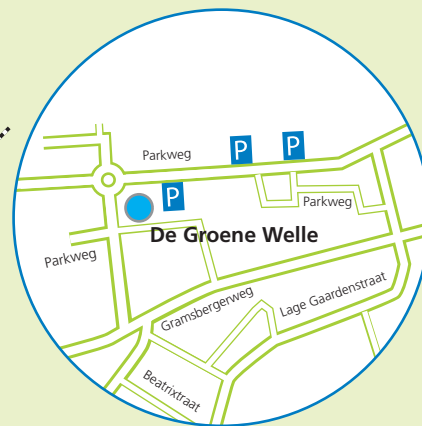 P
P
Parkweg
P
Parkweg
De Groene Welle
Parkweg
Gramsbergerweg
Lage Gaardenstraat
Beatrixtraat